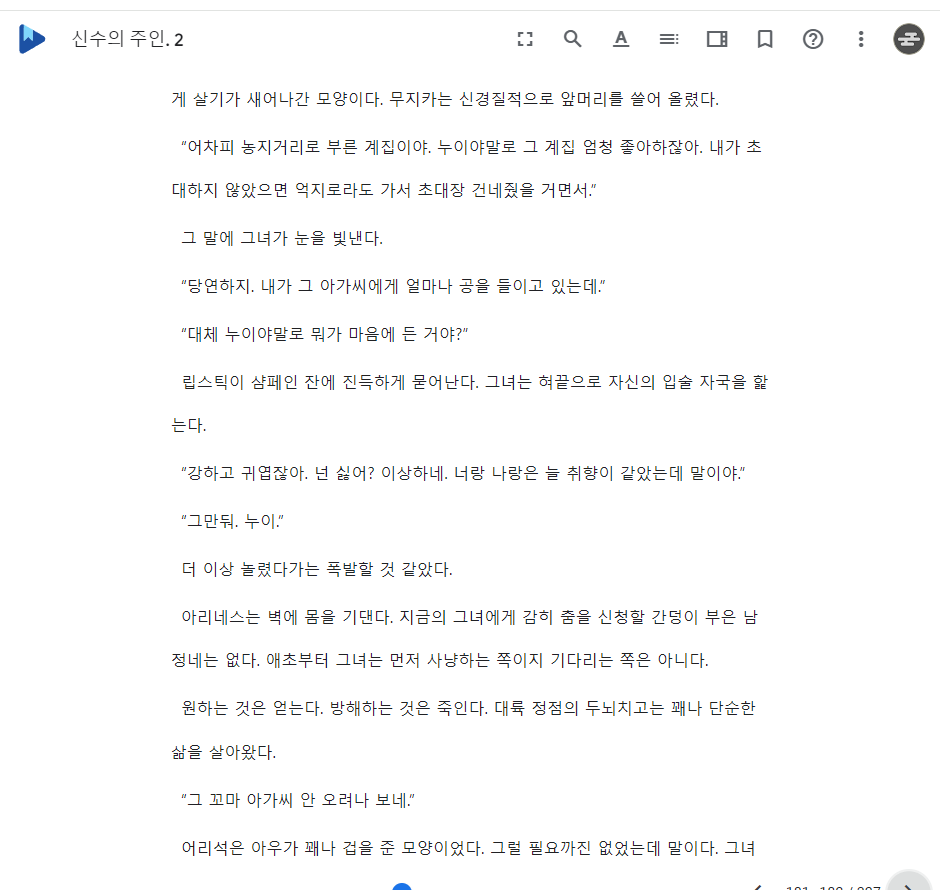 신수의 주인. 2
게 살기가 새어나간 모양이다. 무지카는 신경질적으로 앞머리를 쓸어 올렸다.
“어차피 농지거리로 부른 계집이야. 누이야말로 그 계집 엄청 좋아하잖아. 내가 초
대하지 않았으면 억지로라도 가서 초대장 건네줬을 거면서.”
그 말에 그녀가 눈을 빛낸다.
“당연하지. 내가 그 아가씨에게 얼마나 공을 들이고 있는데.”
“대체 누이야말로 뭐가 마음에 든 거야?”
립스틱이 샴페인 잔에 진득하게 묻어난다. 그녀는 혀끝으로 자신의 입술 자국을 핥
는다.
“강하고 귀엽잖아. 넌 싫어? 이상하네. 너랑 나랑은 늘 취향이 같았는데 말이야.”
“그만둬. 누이.”
더 이상 놀렸다가는 폭발할 것 같았다.
아리네스는 벽에 몸을 기댄다. 지금의 그녀에게 감히 춤을 신청할 간덩이 부은 남
정네는 없다. 애초부터 그녀는 먼저 사냥하는 쪽이지 기다리는 쪽은 아니다.
원하는 것은 얻는다. 방해하는 것은 죽인다. 대륙 정점의 두뇌치고는 꽤나 단순한
삶을 살아왔다.
“그 꼬마 아가씨 안 오려나 보네.”
어리석은 아우가 꽤나 겁을 준 모양이었다. 그럴 필요까진 없었는데 말이다. 그녀